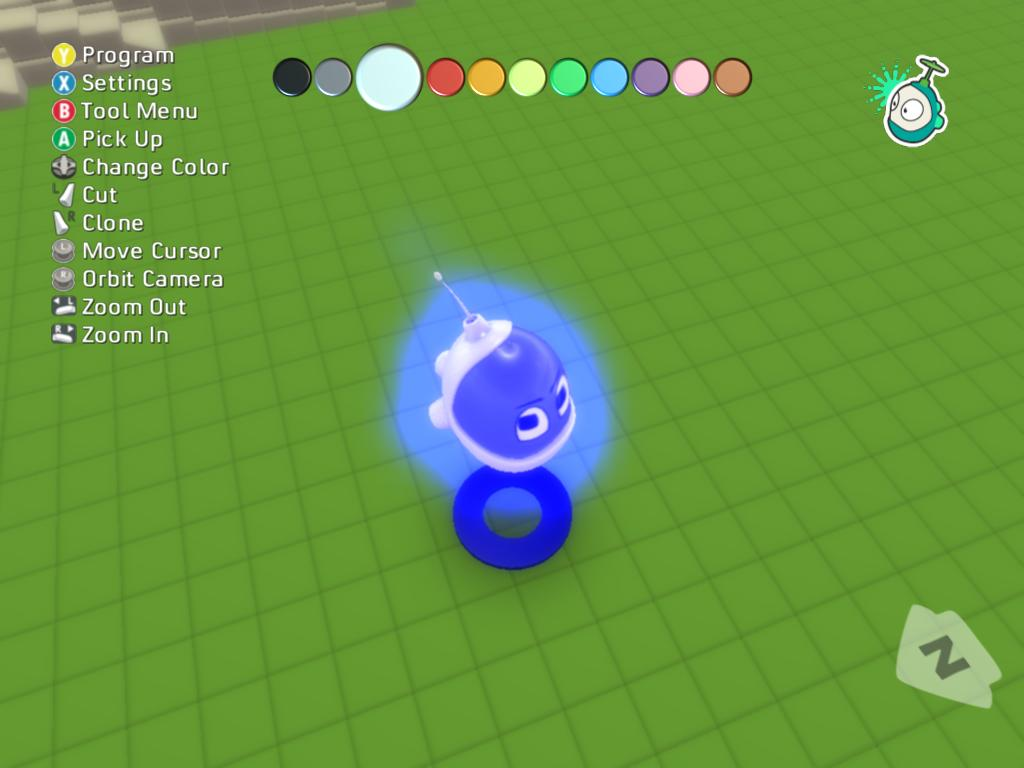 Y Program
X Settings
B Tool Menu
A Pick Up
Change Color
L Cut
R Clone
L Move Cursor
R Orbit Camera
Zoom Out
R Zoom In
N